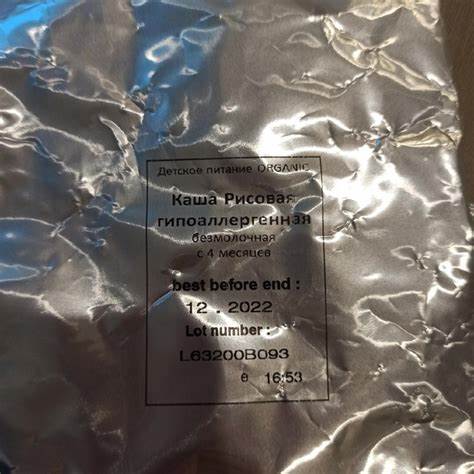 Детское питание ORGANIC
Каша Рисовая
гипоаллергенная
безмолочная
с 4 месяцев
best before end :
12 . 2022
Lot number :
L63200B093
e 16:53